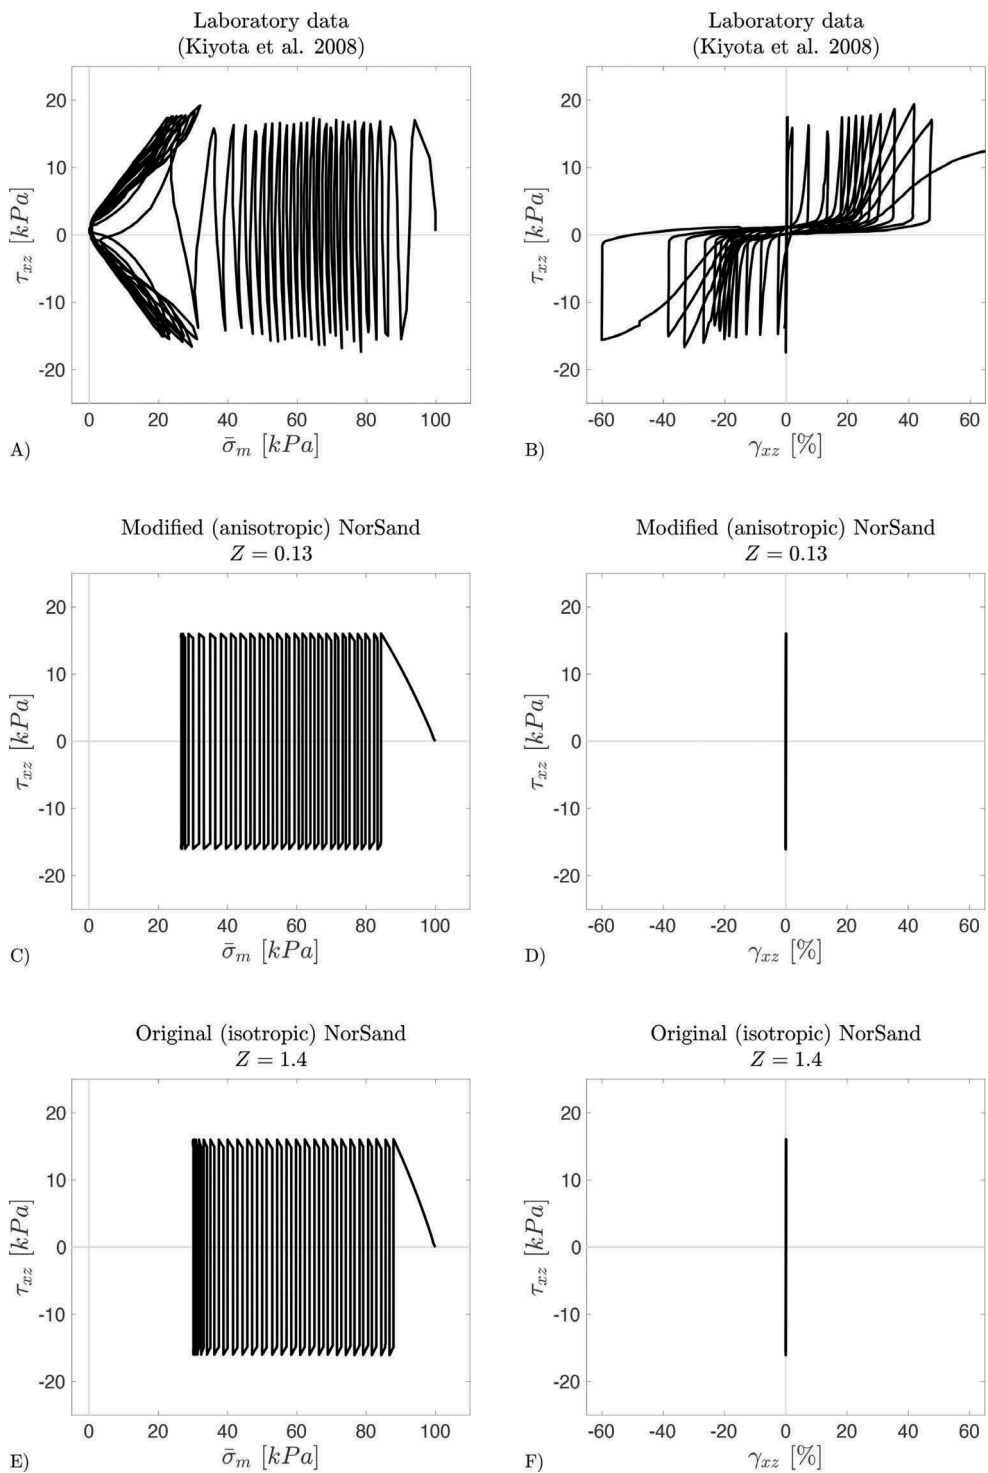 Laboratory data
(Kiyota et al. 2008)
20
10
0
-10
-20
τxz [kPa]
0 20 40 60 80 100
σ̄m [kPa]
A)
Laboratory data
(Kiyota et al. 2008)
20
10
0
-10
-20
τxz [kPa]
-60 -40 -20 0 20 40 60
γxz [%]
B)
Modified (anisotropic) NorSand
Z = 0.13
20
10
0
-10
-20
τxz [kPa]
0 20 40 60 80 100
σ̄m [kPa]
C)
Modified (anisotropic) NorSand
Z = 0.13
20
10
0
-10
-20
τxz [kPa]
-60 -40 -20 0 20 40 60
γxz [%]
D)
Original (isotropic) NorSand
Z = 1.4
20
10
0
-10
-20
τxz [kPa]
0 20 40 60 80 100
σ̄m [kPa]
E)
Original (isotropic) NorSand
Z = 1.4
20
10
0
-10
-20
τxz [kPa]
-60 -40 -20 0 20 40 60
γxz [%]
F)